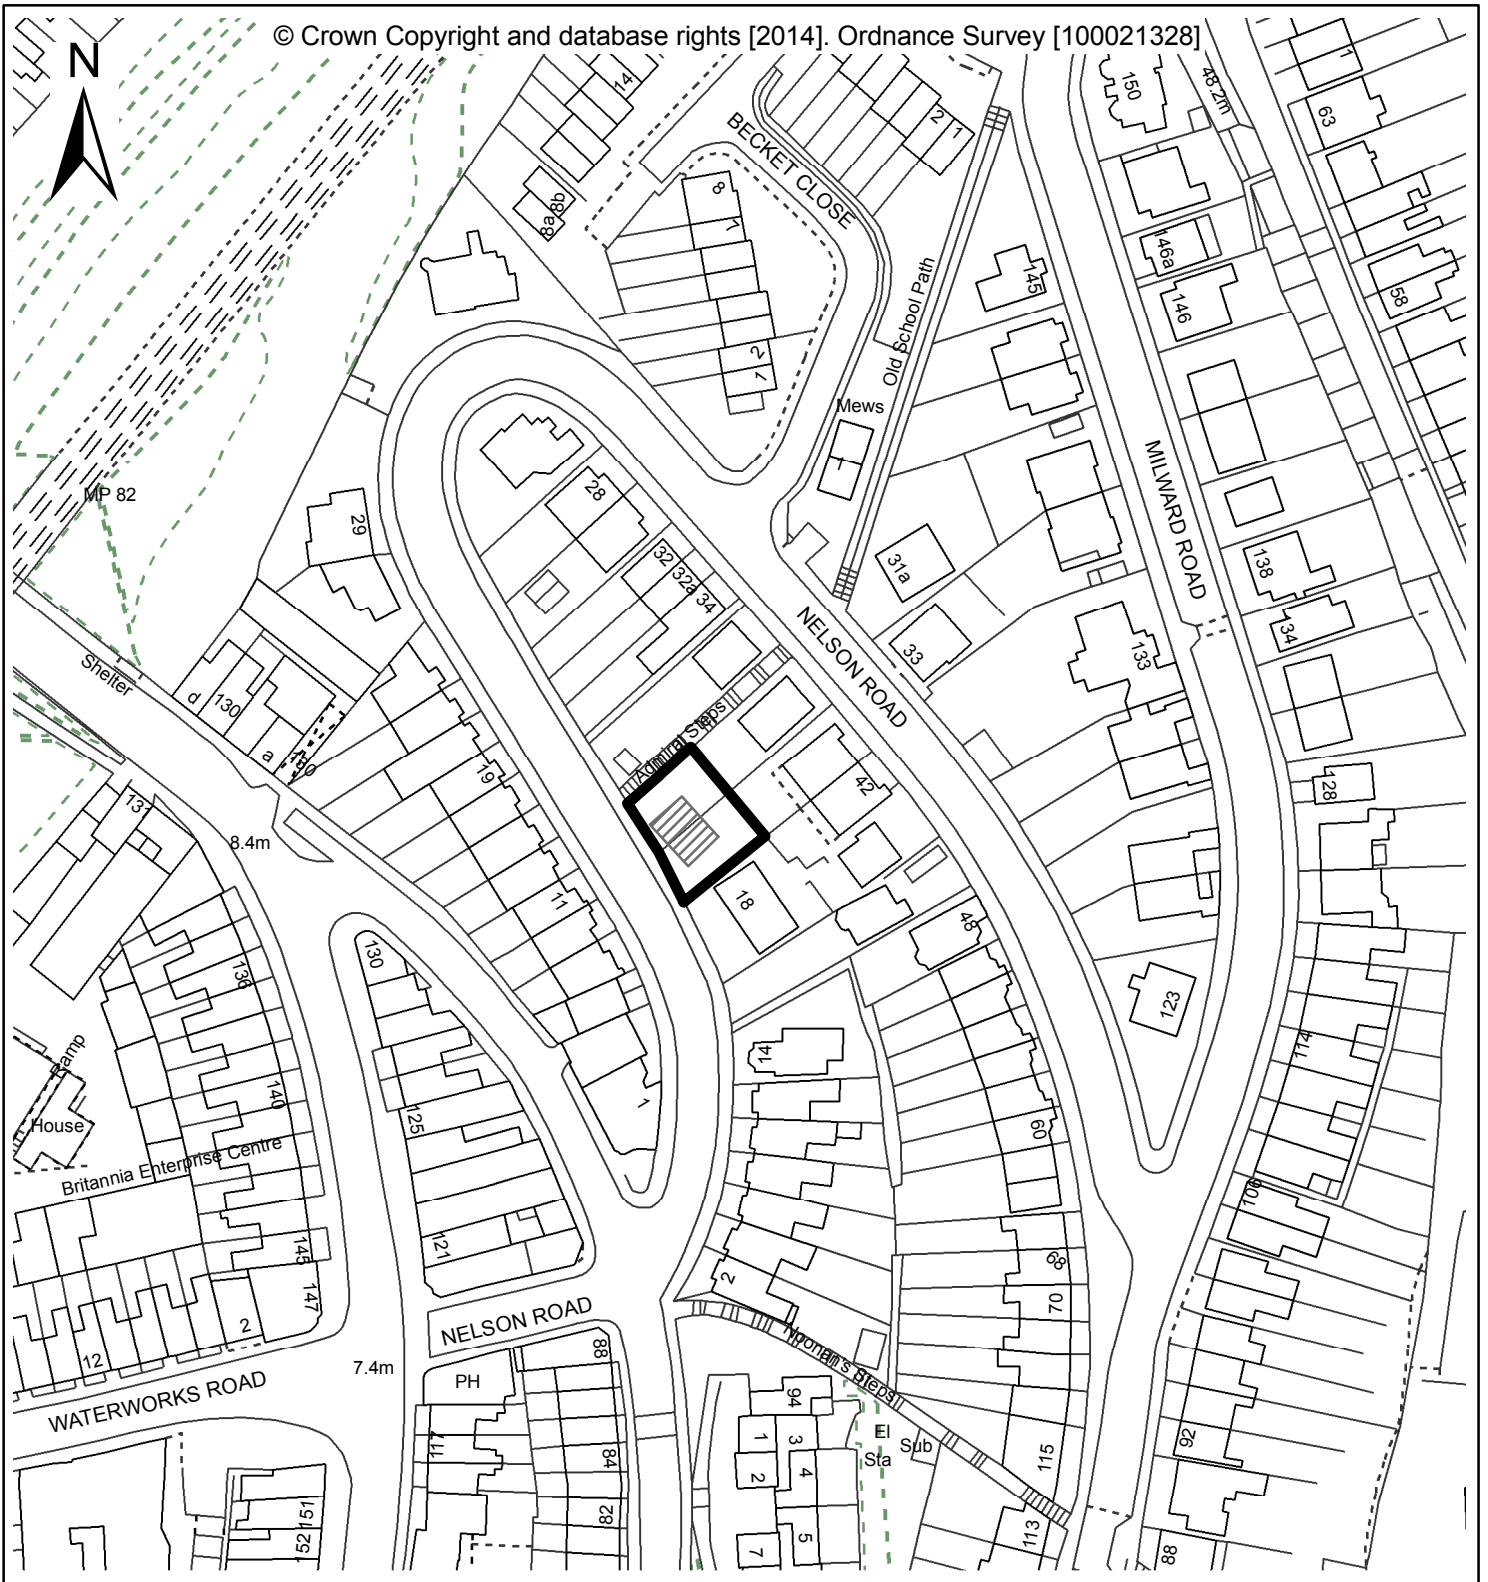 © Crown Copyright and database rights [2014]. Ordnance Survey [100021328]
N
14
BECKET CLOSE
2
1
150
48.2m
1
63
8a
8b
8
7
2
1
Old School Path
Mews
1
145
146a
146
58
MILWARD ROAD
MP 82
29
28
32
32a
34
31a
33
NELSON ROAD
133
138
134
128
Shelter
d
130
a
130
19
Admiral Steps
42
18
48
131
8.4m
11
130
136
123
114
Ramp
House
140
125
14
1
60
Britannia Enterprise Centre
106
145
147
121
2
68
70
NELSON ROAD
2
12
WATERWORKS ROAD
7.4m
PH
88
Noonan's Steps
94
El
Sub
Sta
1
3
2
4
117
84
82
115
92
151
152
7
5
113
88